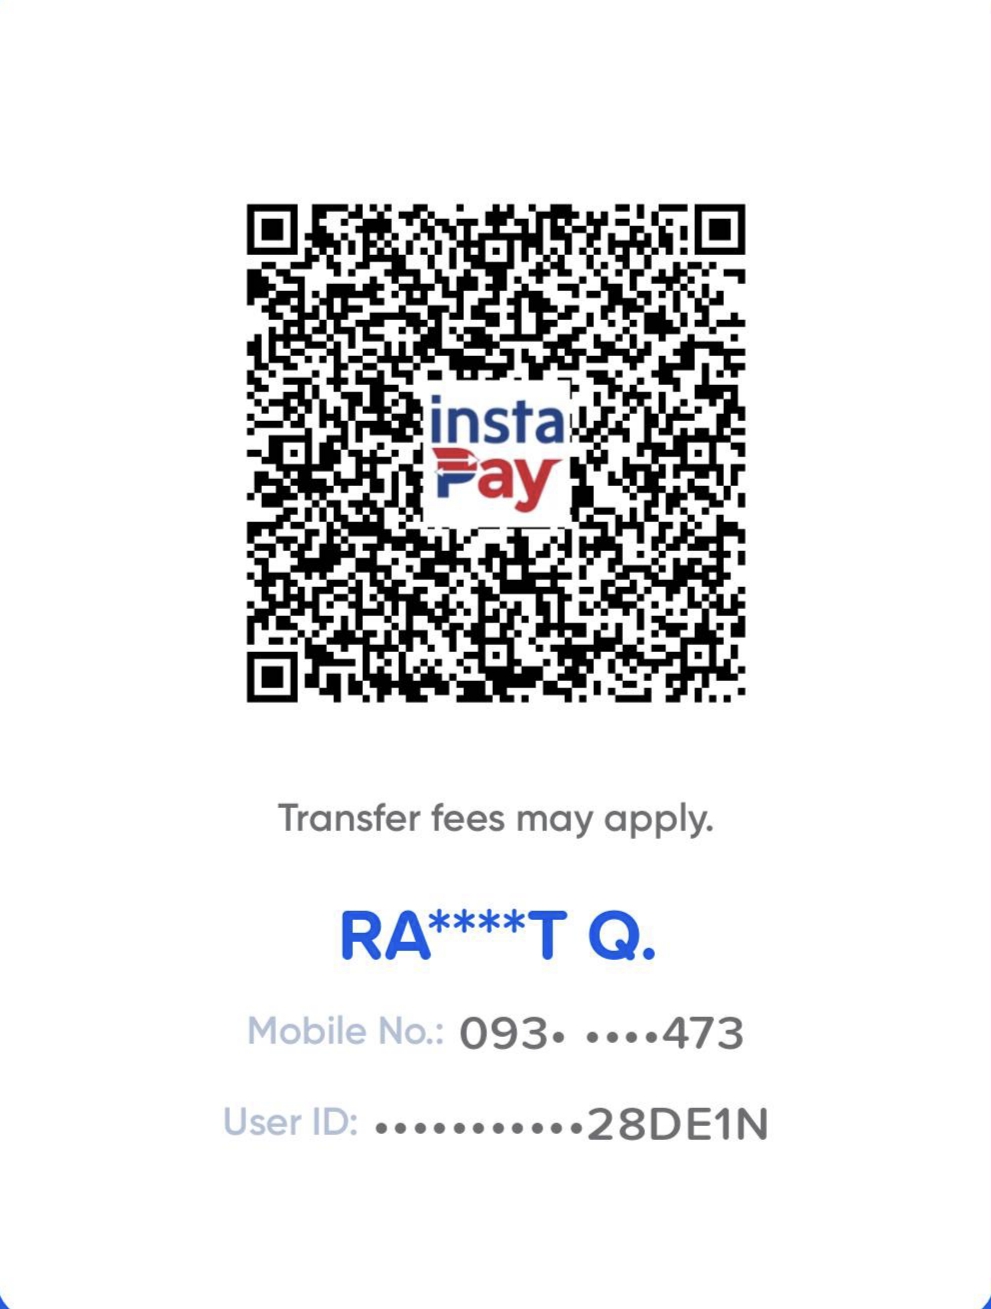 insta
Pay
Transfer fees may apply.
RA****T Q.
Mobile No.: 093• ••••473
User ID: •••••••••••28DE1N